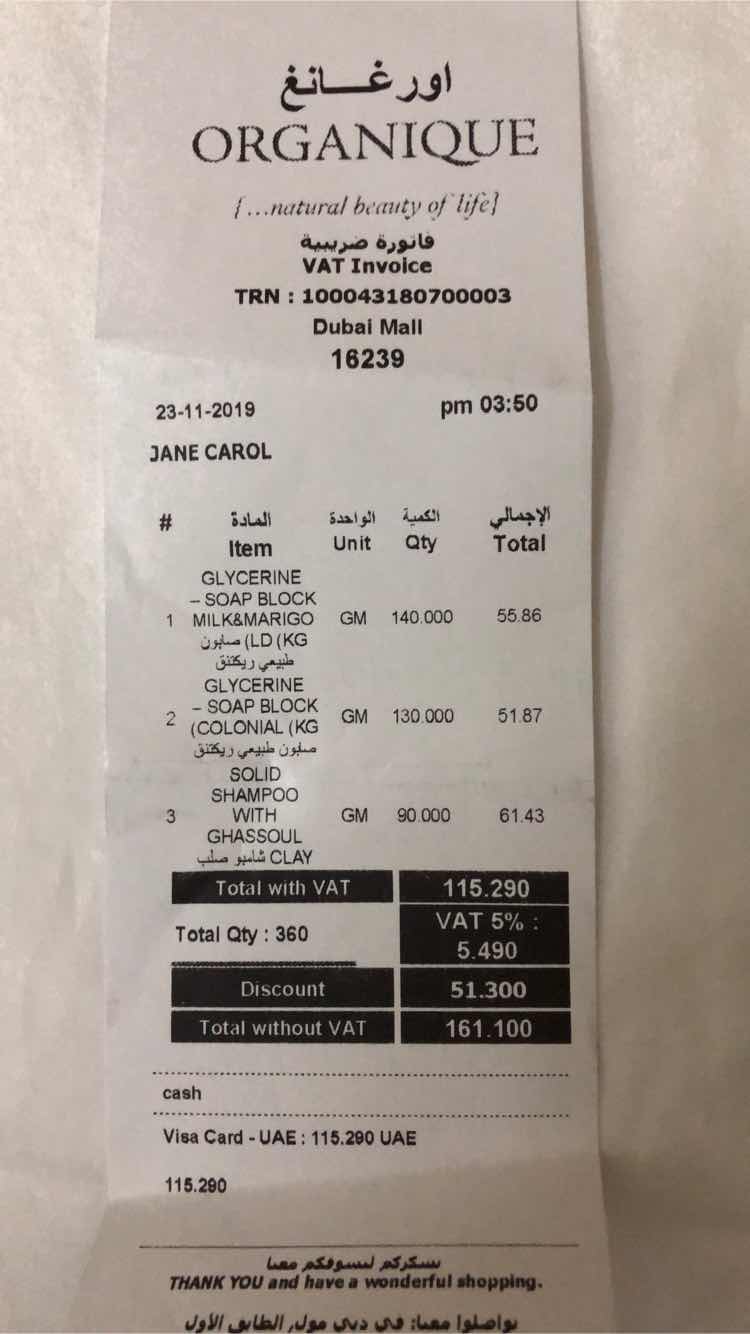 اورغـــانغ
ORGANIQUE
{...natural beauty of life}
فاتورة ضريبية
VAT Invoice
TRN : 100043180700003
Dubai Mall
16239
23-11-2019 pm 03:50
JANE CAROL
# المادة الواحدة الكمية الإجمالي
Item Unit Qty Total
GLYCERINE
– SOAP BLOCK
1 MILK&MARIGO GM 140.000 55.86
صابون (LD (KG
طبيعي ريكتنق
GLYCERINE
– SOAP BLOCK
2 (COLONIAL (KG GM 130.000 51.87
صابون طبيعي ريكتنق
SOLID
SHAMPOO
3 WITH GM 90.000 61.43
GHASSOUL
شامبو صلب CLAY
Total with VAT 115.290
Total Qty : 360 VAT 5% :
5.490
Discount 51.300
Total without VAT 161.100
cash
Visa Card - UAE : 115.290 UAE
115.290
معنا
THANK YOU and have a wonderful shopping.
تواصلوا معنا: في دبي مول, الطابق الأول